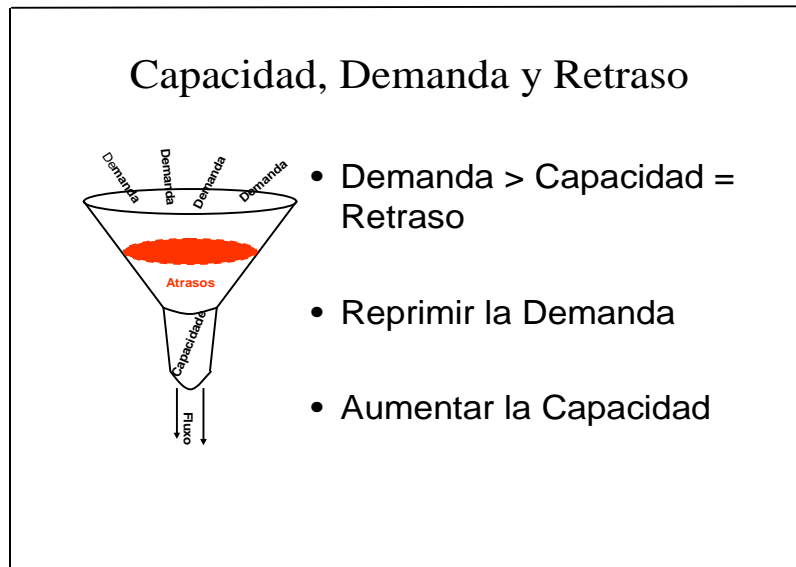 Capacidad, Demanda y Retraso
Demanda
Demanda
Demanda
Demanda
Atrasos
Capacidade
Fluxo
• Demanda > Capacidad =
Retraso
• Reprimir la Demanda
• Aumentar la Capacidad